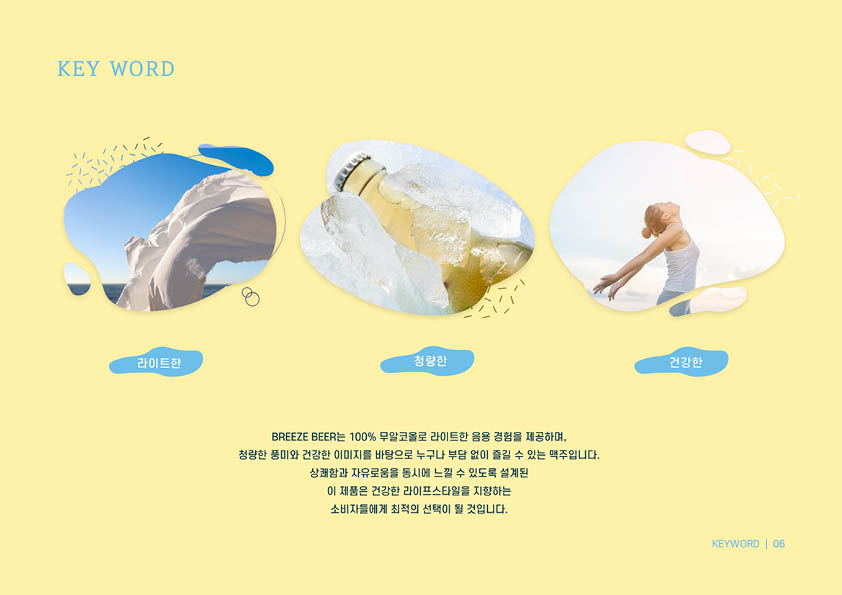 KEY WORD
라이트한
청량한
건강한
BREEZE BEER는 100% 무알코올로 라이트한 음용 경험을 제공하며,
청량한 풍미와 건강한 이미지를 바탕으로 누구나 부담 없이 즐길 수 있는 맥주입니다.
상쾌함과 자유로움을 동시에 느낄 수 있도록 설계된
이 제품은 건강한 라이프스타일을 지향하는
소비자들에게 최적의 선택이 될 것입니다.
KEYWORD | 06